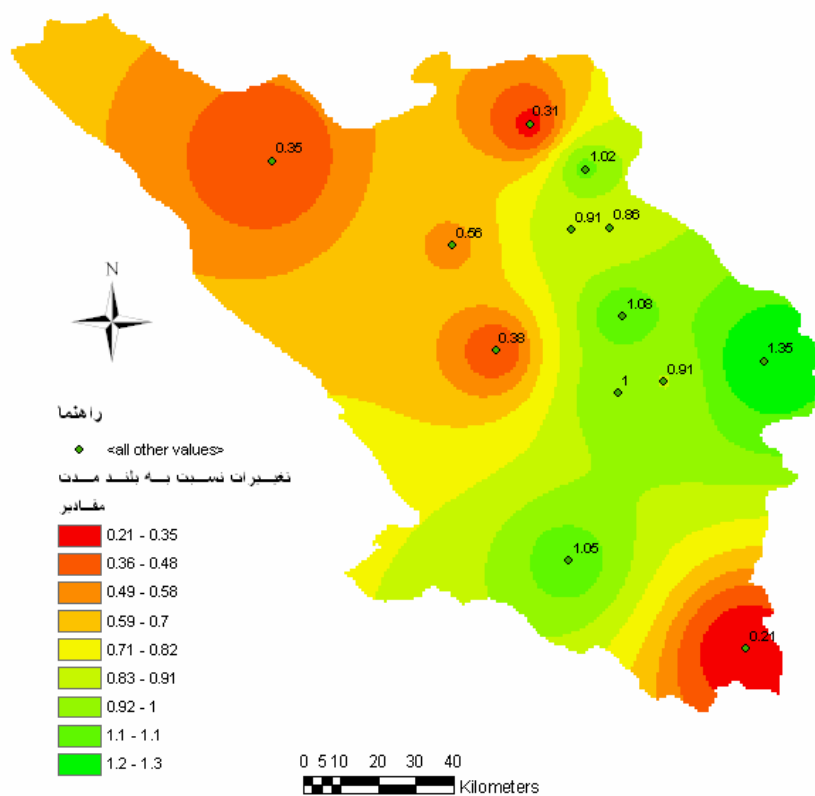 0.31
0.35
1.02
0.91
0.86
0.56
1.08
0.38
1.35
0.91
1
1.05
0.21
N
راهنما
<all other values>
تغییرات نسبت به بلند مدت
مقادیر
0.21 - 0.35
0.36 - 0.48
0.49 - 0.58
0.59 - 0.7
0.71 - 0.82
0.83 - 0.91
0.92 - 1
1.1 - 1.1
1.2 - 1.3
0 5 10 20 30 40
Kilometers